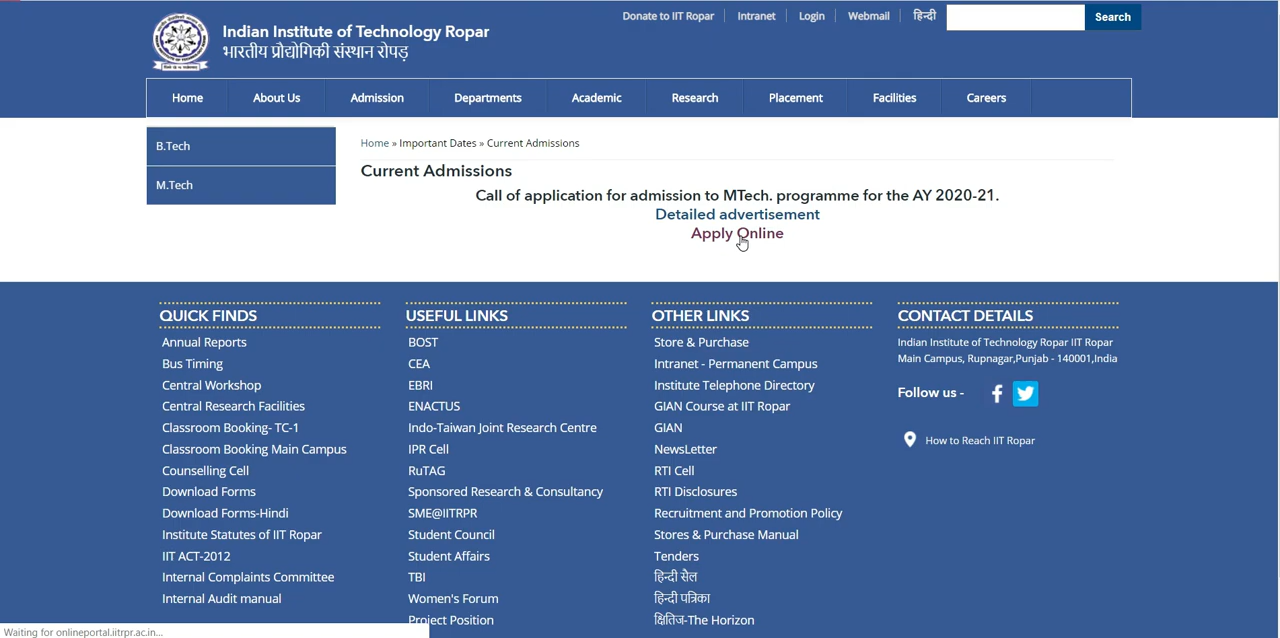 Donate to IIT Ropar Intranet Login Webmail हिन्दी Search
Indian Institute of Technology Ropar
भारतीय प्रौद्योगिकी संस्थान रोपड़
Home About Us Admission Departments Academic Research Placement Facilities Careers
B.Tech
M.Tech
Home » Important Dates » Current Admissions
Current Admissions
Call of application for admission to MTech. programme for the AY 2020-21.
Detailed advertisement
Apply Online
QUICK FINDS
Annual Reports
Bus Timing
Central Workshop
Central Research Facilities
Classroom Booking- TC-1
Classroom Booking Main Campus
Counselling Cell
Download Forms
Download Forms-Hindi
Institute Statutes of IIT Ropar
IIT ACT-2012
Internal Complaints Committee
Internal Audit manual
USEFUL LINKS
BOST
CEA
EBRI
ENACTUS
Indo-Taiwan Joint Research Centre
IPR Cell
RuTAG
Sponsored Research & Consultancy
SME@IITRPR
Student Council
Student Affairs
TBI
Women's Forum
Project Position
OTHER LINKS
Store & Purchase
Intranet - Permanent Campus
Institute Telephone Directory
GIAN Course at IIT Ropar
GIAN
NewsLetter
RTI Cell
RTI Disclosures
Recruitment and Promotion Policy
Stores & Purchase Manual
Tenders
हिन्दी सैल
हिन्दी पत्रिका
क्षितिज-The Horizon
CONTACT DETAILS
Indian Institute of Technology Ropar IIT Ropar
Main Campus, Rupnagar,Punjab - 140001,India
Follow us -
How to Reach IIT Ropar
Waiting for onlineportal.iitrpr.ac.in...